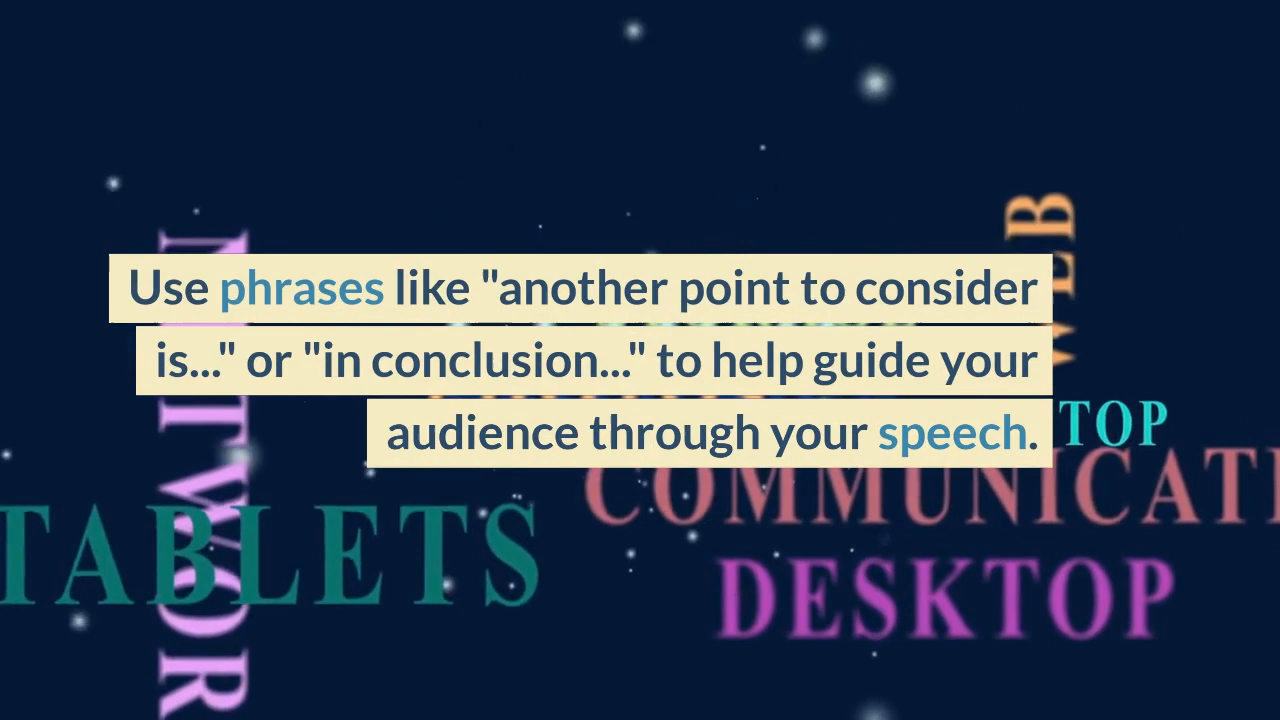 Use phrases like "another point to consider
is..." or "in conclusion..." to help guide your
audience through your speech.
TOP
TABLETS
DESKTOP